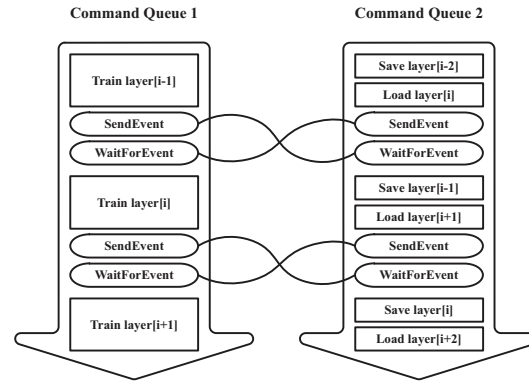 Command Queue 1
Train layer[i-1]
SendEvent
WaitForEvent
Train layer[i]
SendEvent
WaitForEvent
Train layer[i+1]
Command Queue 2
Save layer[i-2]
Load layer[i]
SendEvent
WaitForEvent
Save layer[i-1]
Load layer[i+1]
SendEvent
WaitForEvent
Save layer[i]
Load layer[i+2]